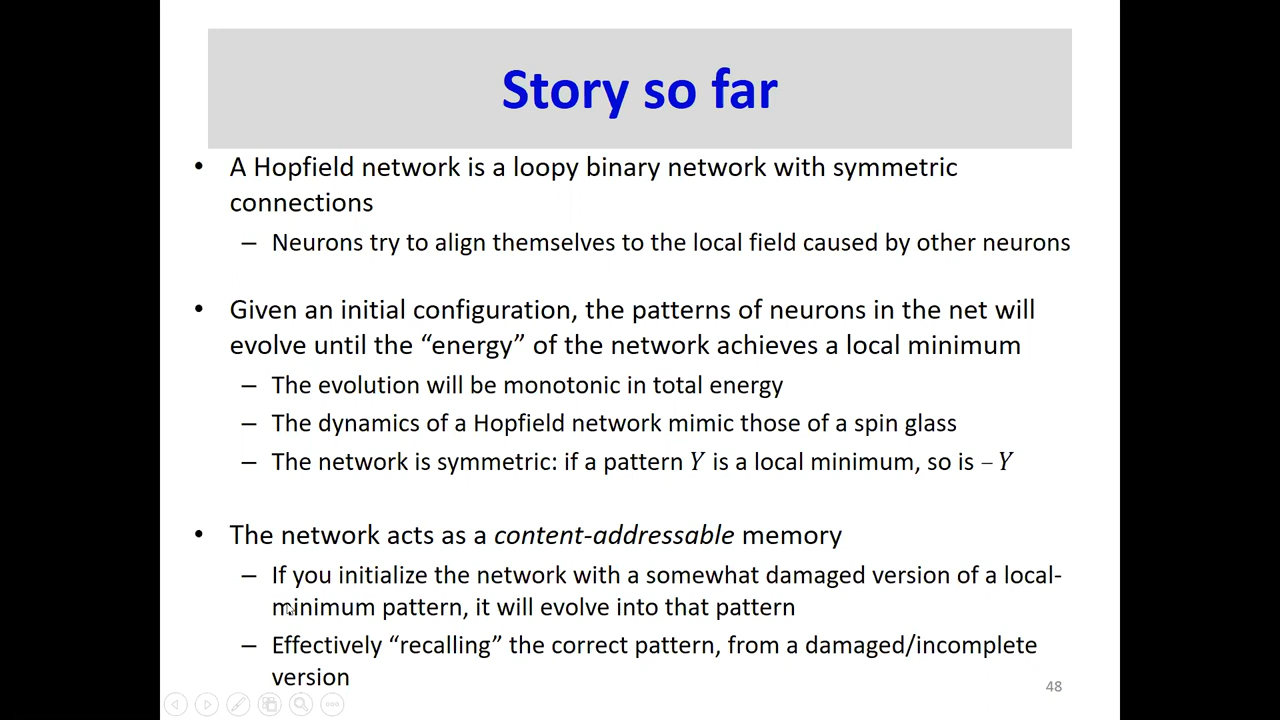 Story so far
• A Hopfield network is a loopy binary network with symmetric
connections
– Neurons try to align themselves to the local field caused by other neurons
• Given an initial configuration, the patterns of neurons in the net will
evolve until the “energy” of the network achieves a local minimum
– The evolution will be monotonic in total energy
– The dynamics of a Hopfield network mimic those of a spin glass
– The network is symmetric: if a pattern Y is a local minimum, so is –Y
• The network acts as a content-addressable memory
– If you initialize the network with a somewhat damaged version of a local-
minimum pattern, it will evolve into that pattern
– Effectively “recalling” the correct pattern, from a damaged/incomplete
version
48